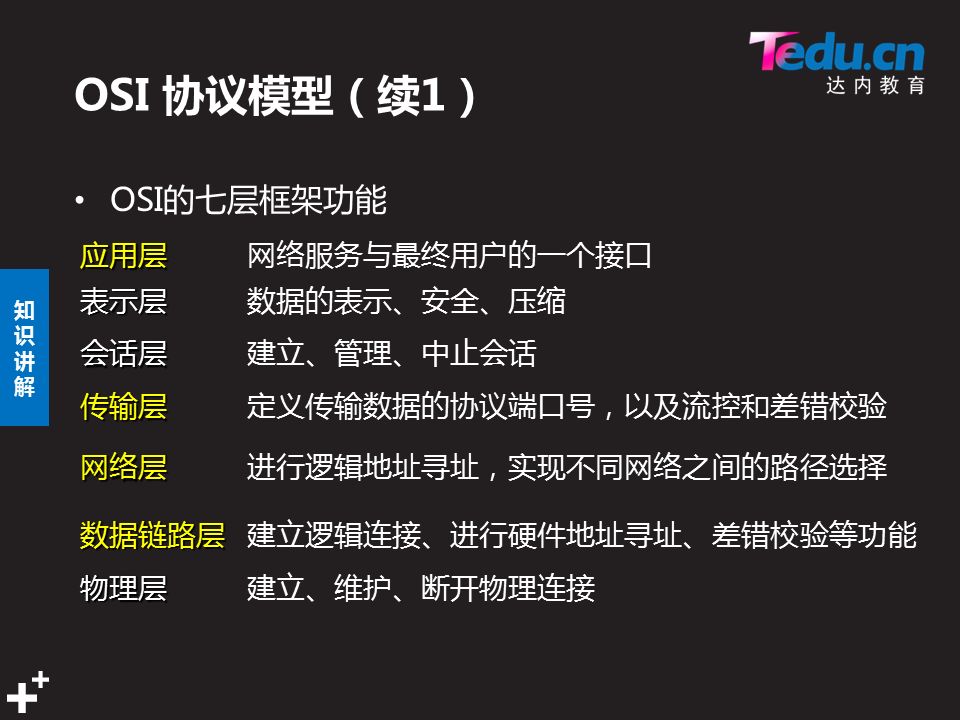 Tedu.cn
达内教育
OSI 协议模型（续1）
• OSI的七层框架功能
应用层 网络服务与最终用户的一个接口
表示层 数据的表示、安全、压缩
会话层 建立、管理、中止会话
传输层 定义传输数据的协议端口号，以及流控和差错校验
网络层 进行逻辑地址寻址，实现不同网络之间的路径选择
数据链路层 建立逻辑连接、进行硬件地址寻址、差错校验等功能
物理层 建立、维护、断开物理连接
知识讲解